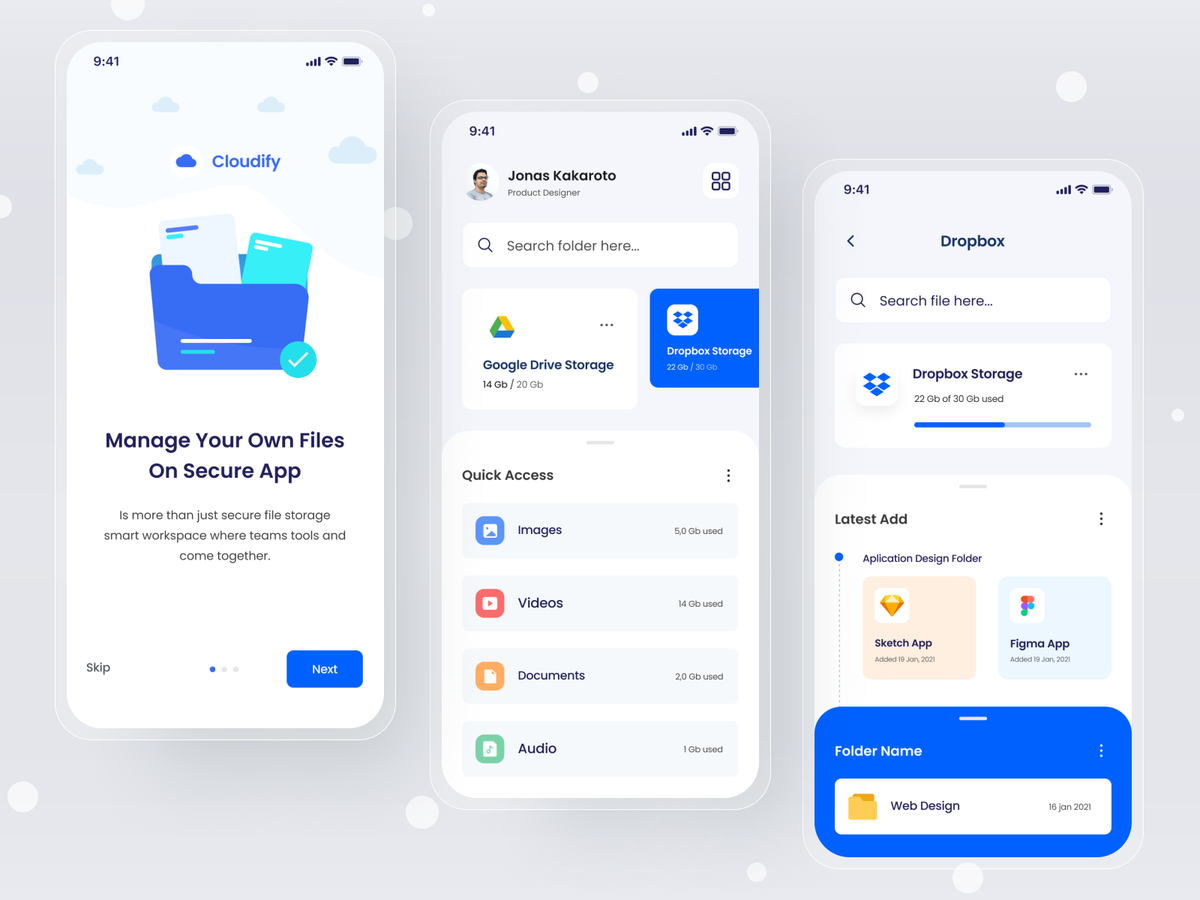 9:41
Cloudify
Manage Your Own Files
On Secure App
Is more than just secure file storage
smart workspace where teams tools and
come together.
Skip
Next
9:41
Jonas Kakaroto
Product Designer
Search folder here...
Google Drive Storage
14 Gb / 20 Gb
Dropbox Storage
22 Gb / 30 Gb
Quick Access
Images
5,0 Gb used
Videos
14 Gb used
Documents
2,0 Gb used
Audio
1 Gb used
9:41
Dropbox
Search file here...
Dropbox Storage
22 Gb of 30 Gb used
Latest Add
Aplication Design Folder
Sketch App
Added 19 Jan, 2021
Figma App
Added 19 Jan, 2021
Folder Name
Web Design
16 jan 2021